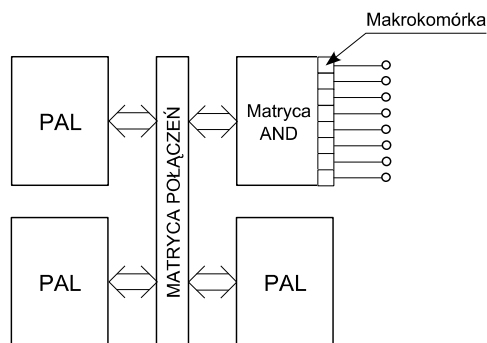 Makrokomórka
PAL
MATRYCA POŁĄCZEŃ
Matryca
AND
PAL
PAL